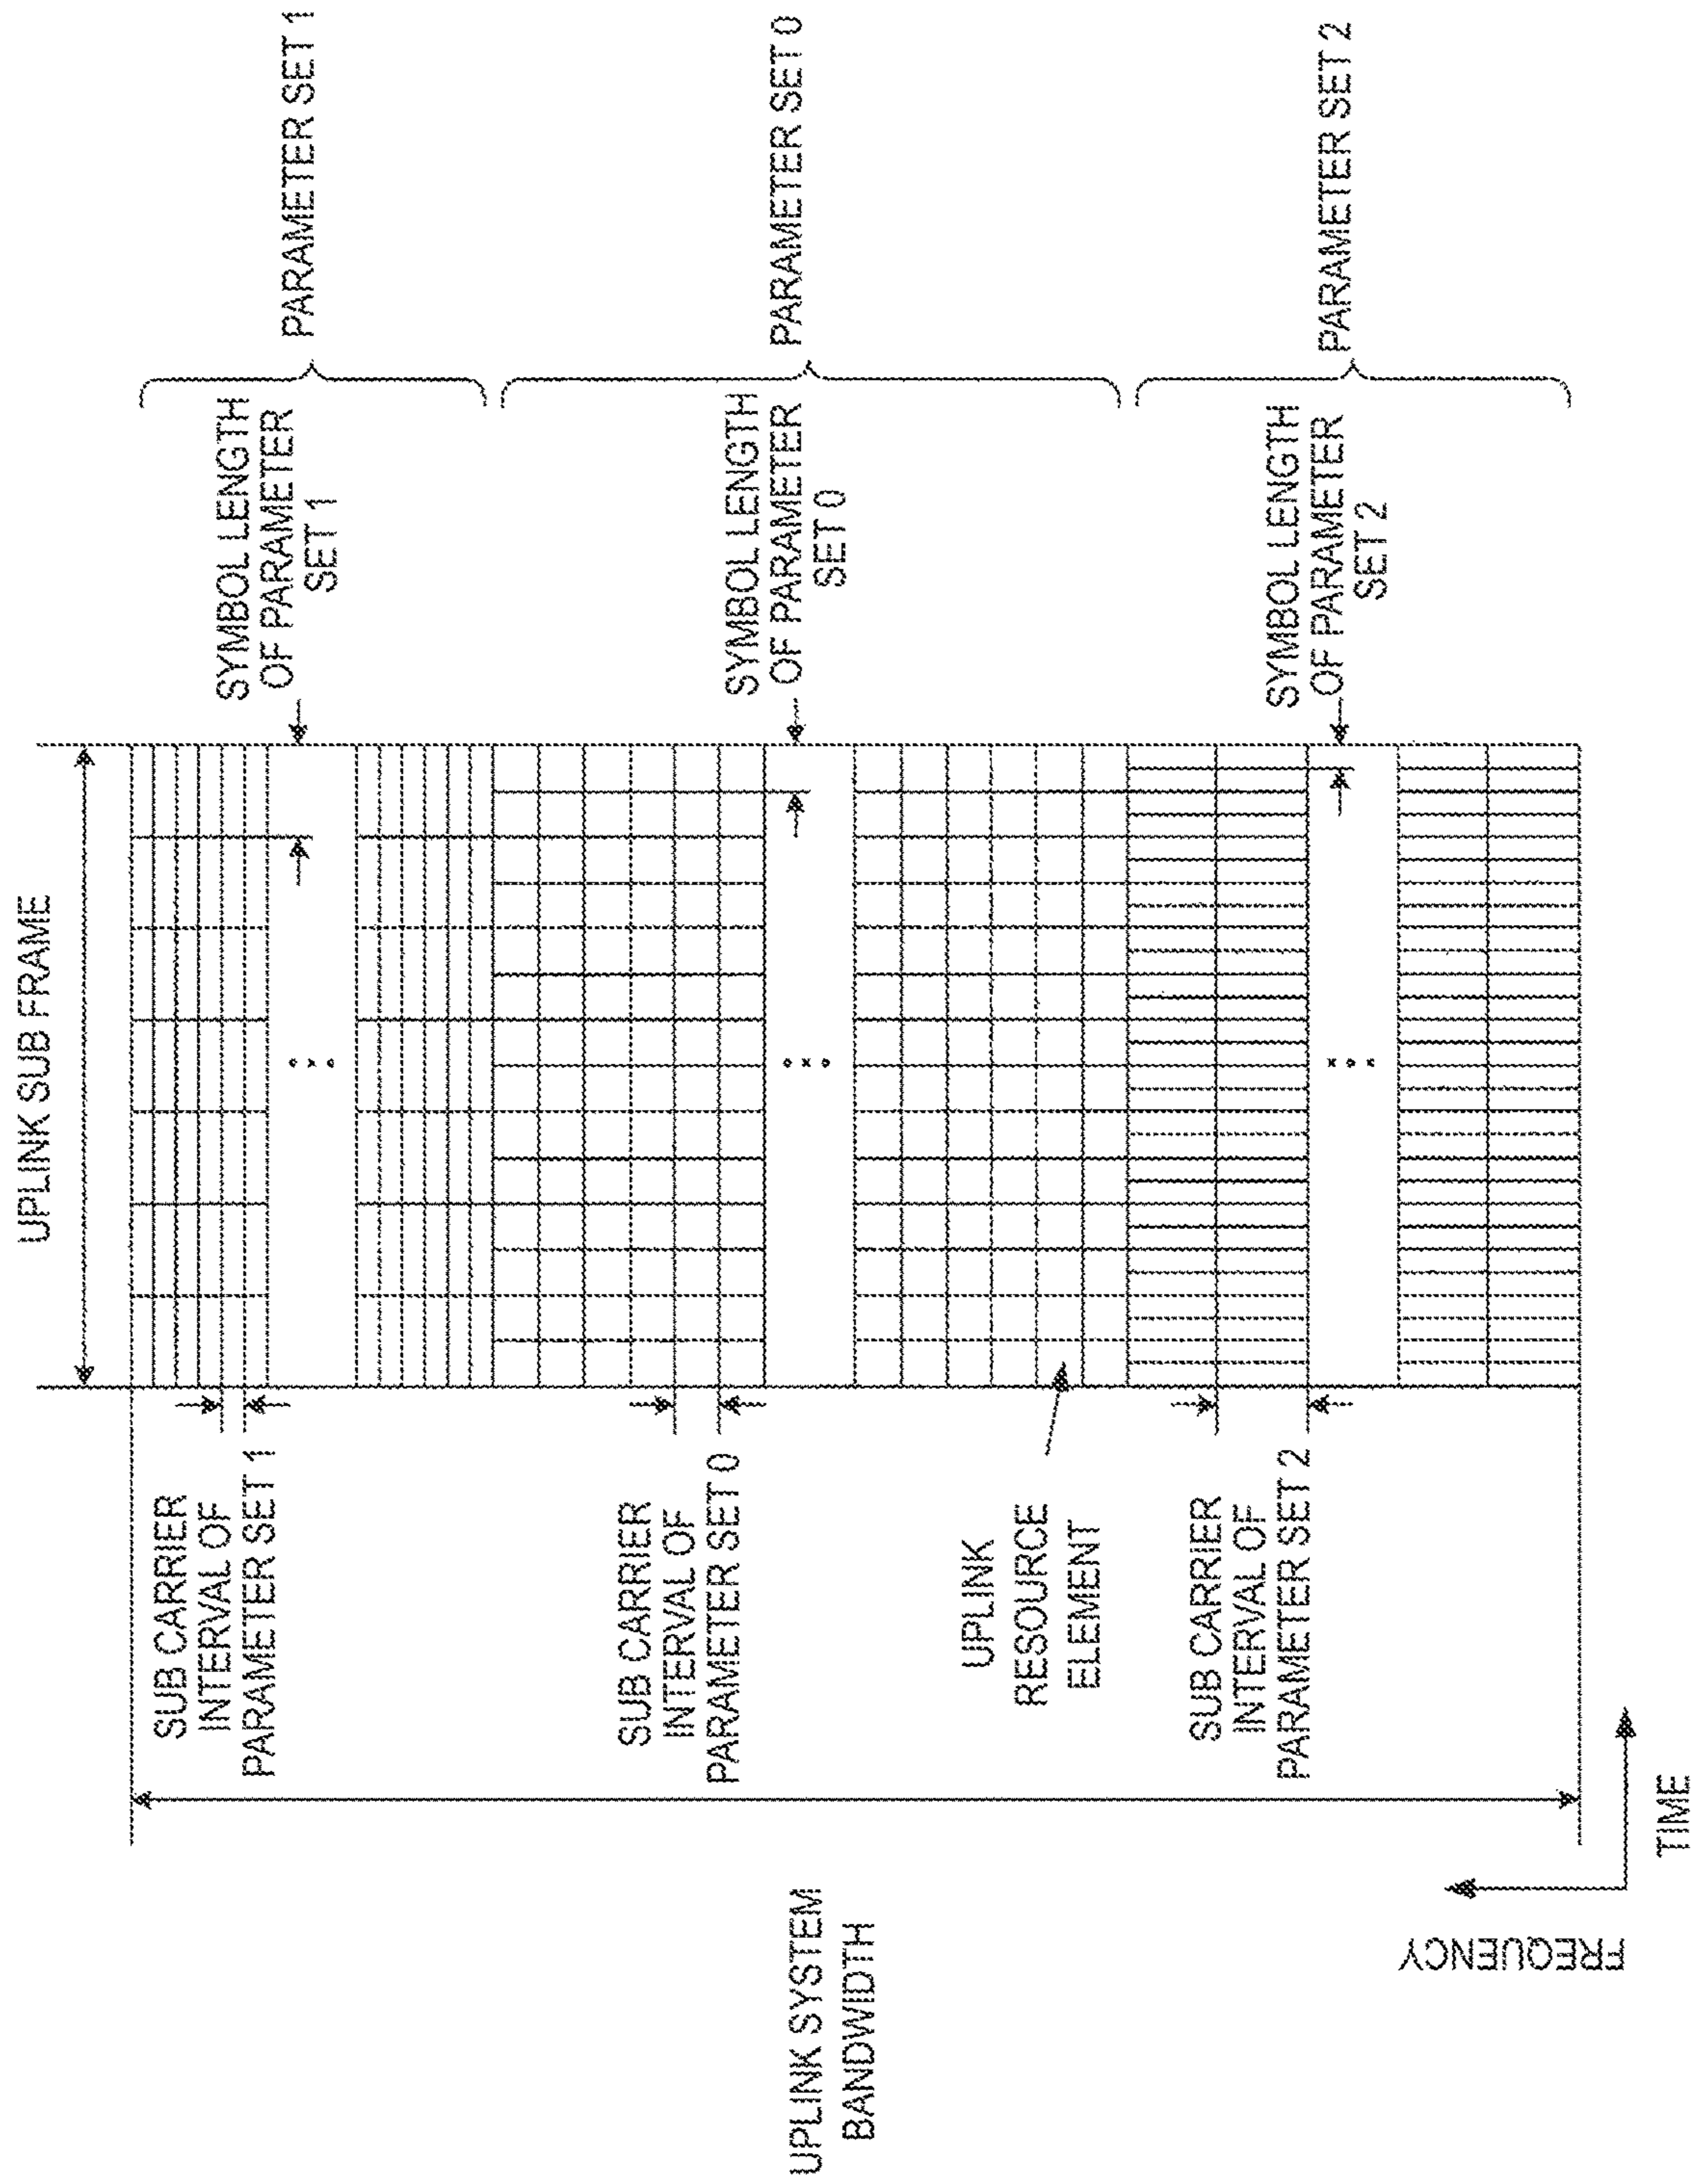 UPLINK SUB FRAME
SUB CARRIER
INTERVAL OF
PARAMETER SET 1
SYMBOL LENGTH
OF PARAMETER
SET 1
PARAMETER SET 1
UPLINK SYSTEM
BANDWIDTH
SUB CARRIER
INTERVAL OF
PARAMETER SET 0
SYMBOL LENGTH
OF PARAMETER
SET 0
PARAMETER SET 0
UPLINK
RESOURCE
ELEMENT
SUB CARRIER
INTERVAL OF
PARAMETER SET 2
SYMBOL LENGTH
OF PARAMETER
SET 2
PARAMETER SET 2
FREQUENCY
TIME